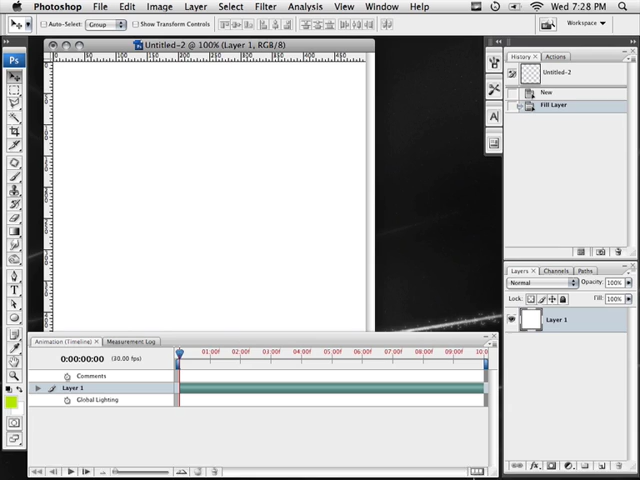 Photoshop File Edit Image Layer Select Filter Analysis View Window Help Wed 7:28 PM
Auto-Select: Group Show Transform Controls Workspace
Untitled-2 @ 100% (Layer 1, RGB/8)
Ps
History Actions
Untitled-2
New
Fill Layer
Layers Channels Paths
Normal Opacity: 100%
Lock: Fill: 100%
Layer 1
Animation (Timeline) Measurement Log
0:00:00:00 (30.00 fps) 01:00f 02:00f 03:00f 04:00f 05:00f 06:00f 07:00f 08:00f 09:00f 10:0
Comments
Layer 1
Global Lighting